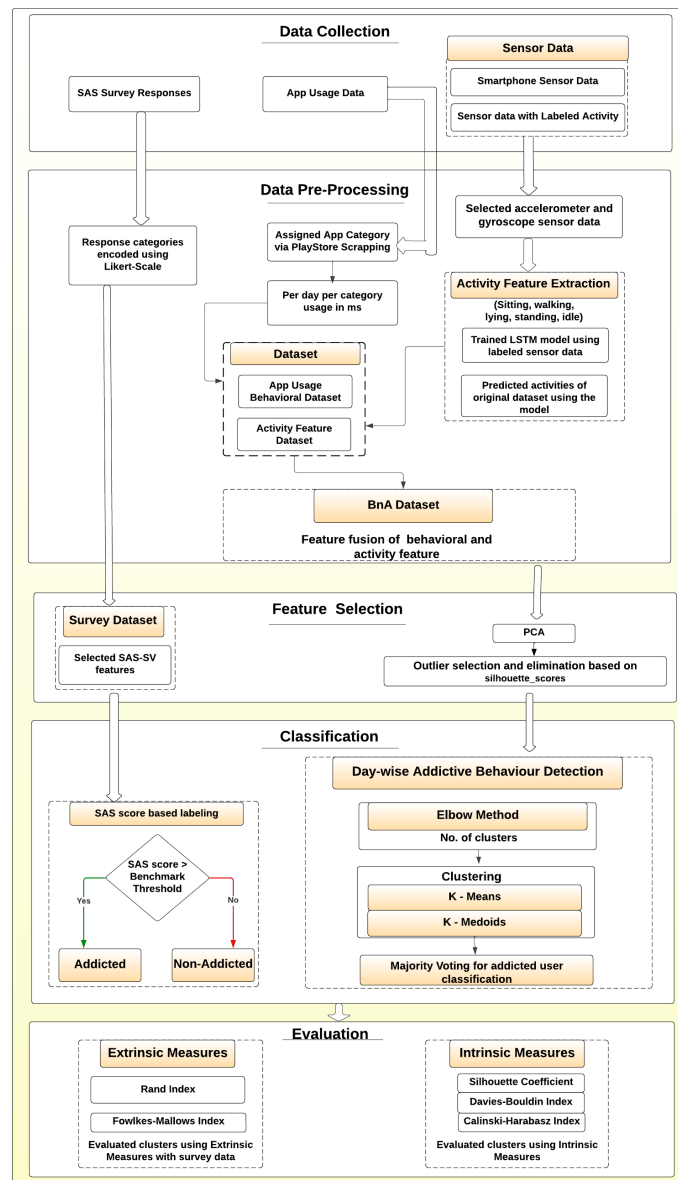 Data Collection
Sensor Data
SAS Survey Responses
App Usage Data
Smartphone Sensor Data
Sensor data with Labeled Activity
Data Pre-Processing
Response categories
encoded using
Likert-Scale
Assigned App Category
via PlayStore Scrapping
Selected accelerometer and
gyroscope sensor data
Per day per category
usage in ms
Activity Feature Extraction
(Sitting, walking,
lying, standing, idle)
Trained LSTM model using
labeled sensor data
Predicted activities of
original dataset using the
model
Dataset
App Usage
Behavioral Dataset
Activity Feature
Dataset
BnA Dataset
Feature fusion of behavioral and
activity feature
Feature Selection
Survey Dataset
Selected SAS-SV
features
PCA
Outlier selection and elimination based on
silhouette_scores
Classification
SAS score based labeling
SAS score >
Benchmark
Threshold
Yes
No
Addicted
Non-Addicted
Day-wise Addictive Behaviour Detection
Elbow Method
No. of clusters
Clustering
K - Means
K - Medoids
Majority Voting for addicted user
classification
Evaluation
Extrinsic Measures
Rand Index
Fowlkes-Mallows Index
Evaluated clusters using Extrinsic
Measures with survey data
Intrinsic Measures
Silhouette Coefficient
Davies-Bouldin Index
Calinski-Harabasz Index
Evaluated clusters using Intrinsic
Measures